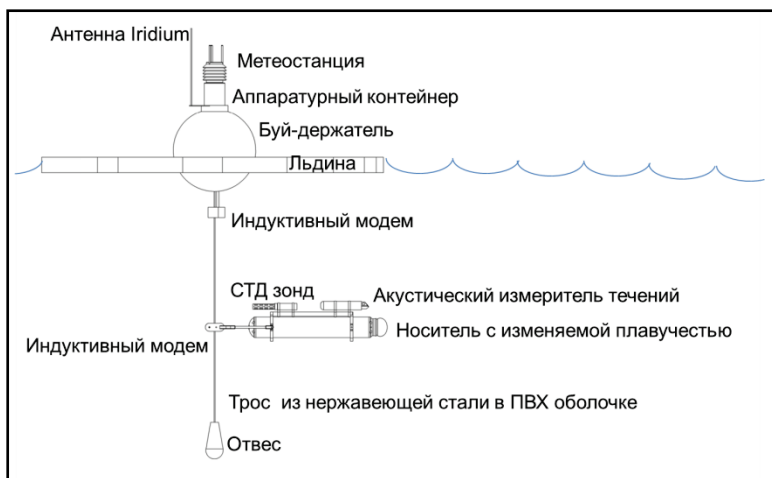 Антенна Iridium
Метеостанция
Аппаратурный контейнер
Буй-держатель
Льдина
Индуктивный модем
СТД зонд
Акустический измеритель течений
Носитель с изменяемой плавучестью
Индуктивный модем
Трос из нержавеющей стали в ПВХ оболочке
Отвес